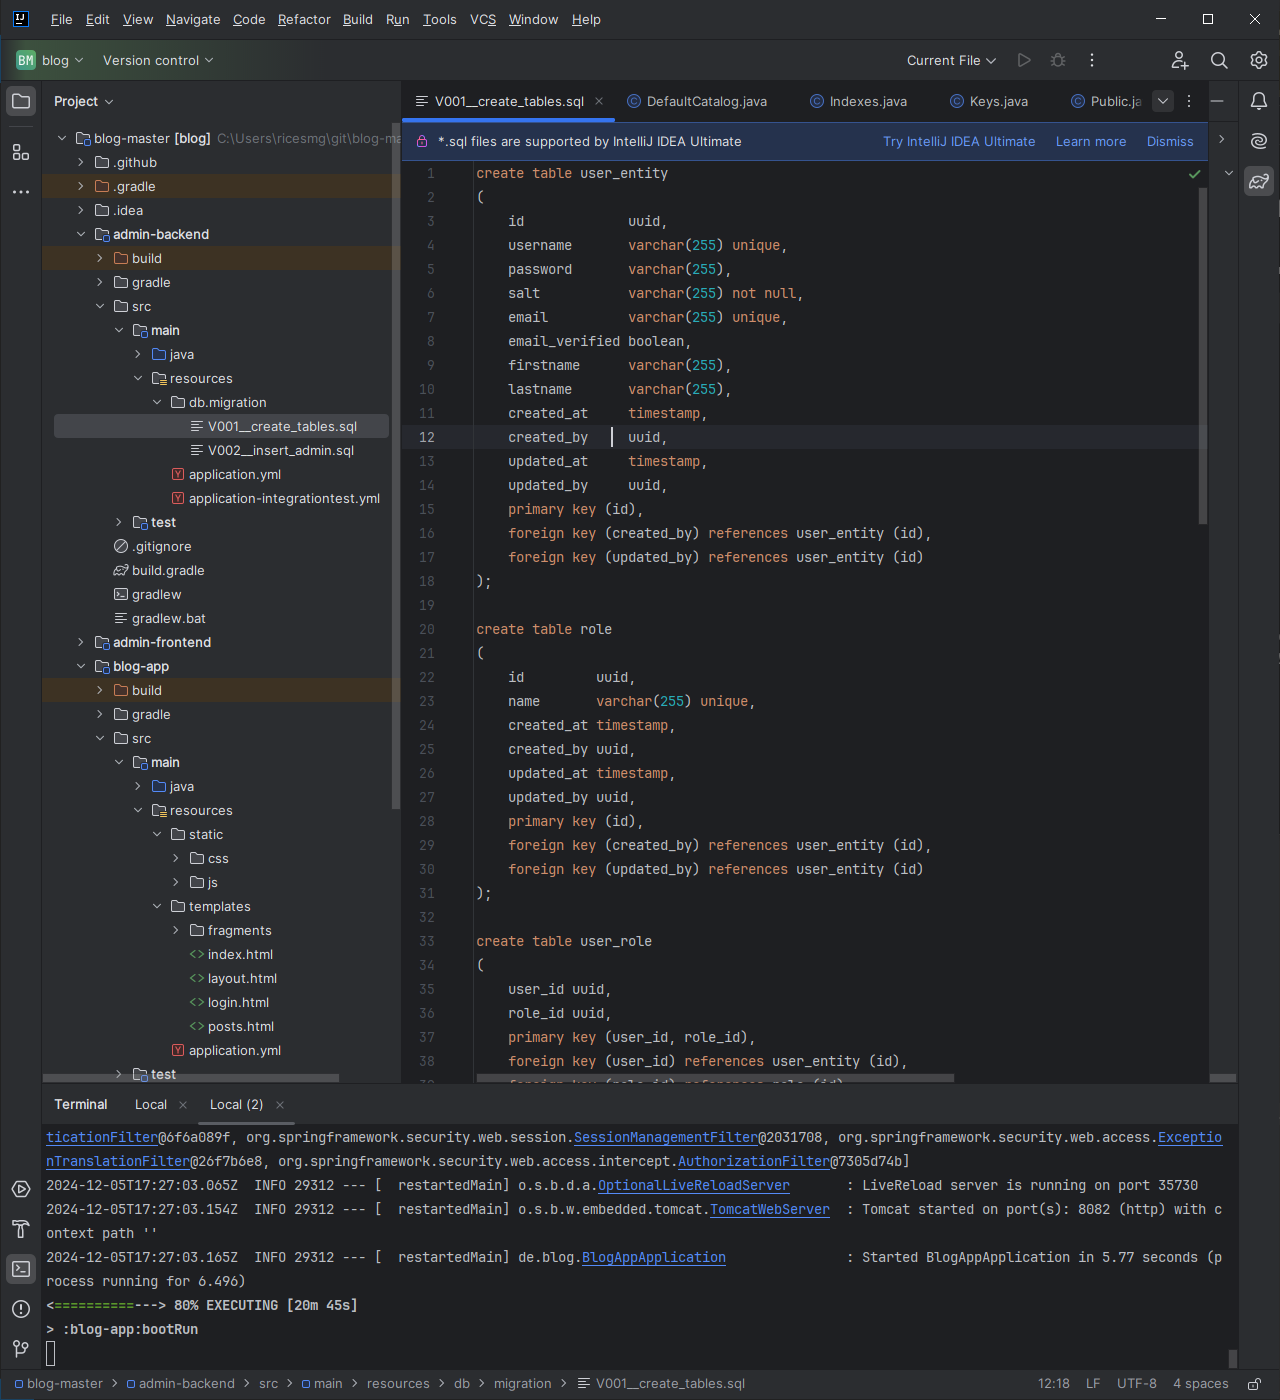 File Edit View Navigate Code Refactor Build Run Tools VCS Window Help
BM blog Version control Current File
Project
blog-master [blog] C:\Users\ricesmg\git\blog-ma
.github
.gradle
.idea
admin-backend
build
gradle
src
main
java
resources
db.migration
V001__create_tables.sql
V002__insert_admin.sql
application.yml
application-integrationtest.yml
test
.gitignore
build.gradle
gradlew
gradlew.bat
admin-frontend
blog-app
build
gradle
src
main
java
resources
static
css
js
templates
fragments
index.html
layout.html
login.html
posts.html
application.yml
test
V001__create_tables.sql DefaultCatalog.java Indexes.java Keys.java Public.ja
*.sql files are supported by IntelliJ IDEA Ultimate Try IntelliJ IDEA Ultimate Learn more Dismiss
1 create table user_entity
2 (
3 id uuid,
4 username varchar(255) unique,
5 password varchar(255),
6 salt varchar(255) not null,
7 email varchar(255) unique,
8 email_verified boolean,
9 firstname varchar(255),
10 lastname varchar(255),
11 created_at timestamp,
12 created_by uuid,
13 updated_at timestamp,
14 updated_by uuid,
15 primary key (id),
16 foreign key (created_by) references user_entity (id),
17 foreign key (updated_by) references user_entity (id)
18 );
19
20 create table role
21 (
22 id uuid,
23 name varchar(255) unique,
24 created_at timestamp,
25 created_by uuid,
26 updated_at timestamp,
27 updated_by uuid,
28 primary key (id),
29 foreign key (created_by) references user_entity (id),
30 foreign key (updated_by) references user_entity (id)
31 );
32
33 create table user_role
34 (
35 user_id uuid,
36 role_id uuid,
37 primary key (user_id, role_id),
38 foreign key (user_id) references user_entity (id),
39 foreign key (role_id) references role (id)
Terminal Local Local (2)
ticationFilter@6f6a089f, org.springframework.security.web.session.SessionManagementFilter@2031708, org.springframework.security.web.access.Exceptio
nTranslationFilter@26f7b6e8, org.springframework.security.web.access.intercept.AuthorizationFilter@7305d74b]
2024-12-05T17:27:03.065Z  INFO 29312 --- [  restartedMain] o.s.b.d.a.OptionalLiveReloadServer       : LiveReload server is running on port 35730
2024-12-05T17:27:03.154Z  INFO 29312 --- [  restartedMain] o.s.b.w.embedded.tomcat.TomcatWebServer  : Tomcat started on port(s): 8082 (http) with c
ontext path ''
2024-12-05T17:27:03.165Z  INFO 29312 --- [  restartedMain] de.blog.BlogAppApplication               : Started BlogAppApplication in 5.77 seconds (p
rocess running for 6.496)
<==========---> 80% EXECUTING [20m 45s]
> :blog-app:bootRun
blog-master > admin-backend > src > main > resources > db > migration > V001__create_tables.sql 12:18 LF UTF-8 4 spaces